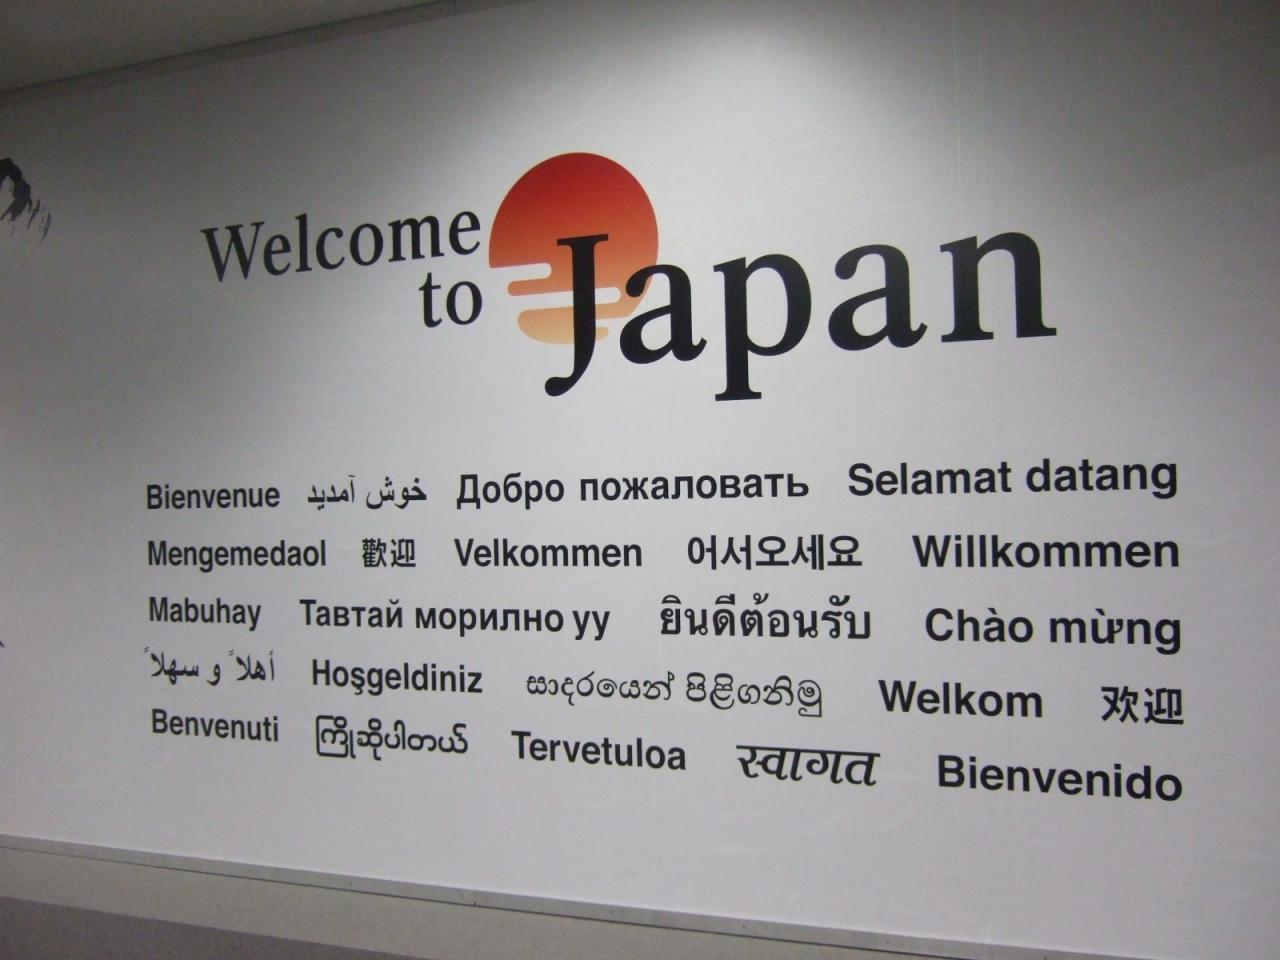 Welcome
to Japan
Bienvenue خوش آمدید Добро пожаловать Selamat datang
Mengemedaol 歡迎 Velkommen 어서오세요 Willkommen
Mabuhay Тавтай морилно уу ยินดีต้อนรับ Chào mừng
أهلاً و سهلاً Hoşgeldiniz සාදරයෙන් පිළිගනිමු Welkom 欢迎
Benvenuti ကြိုဆိုပါတယ် Tervetuloa स्वागत Bienvenido